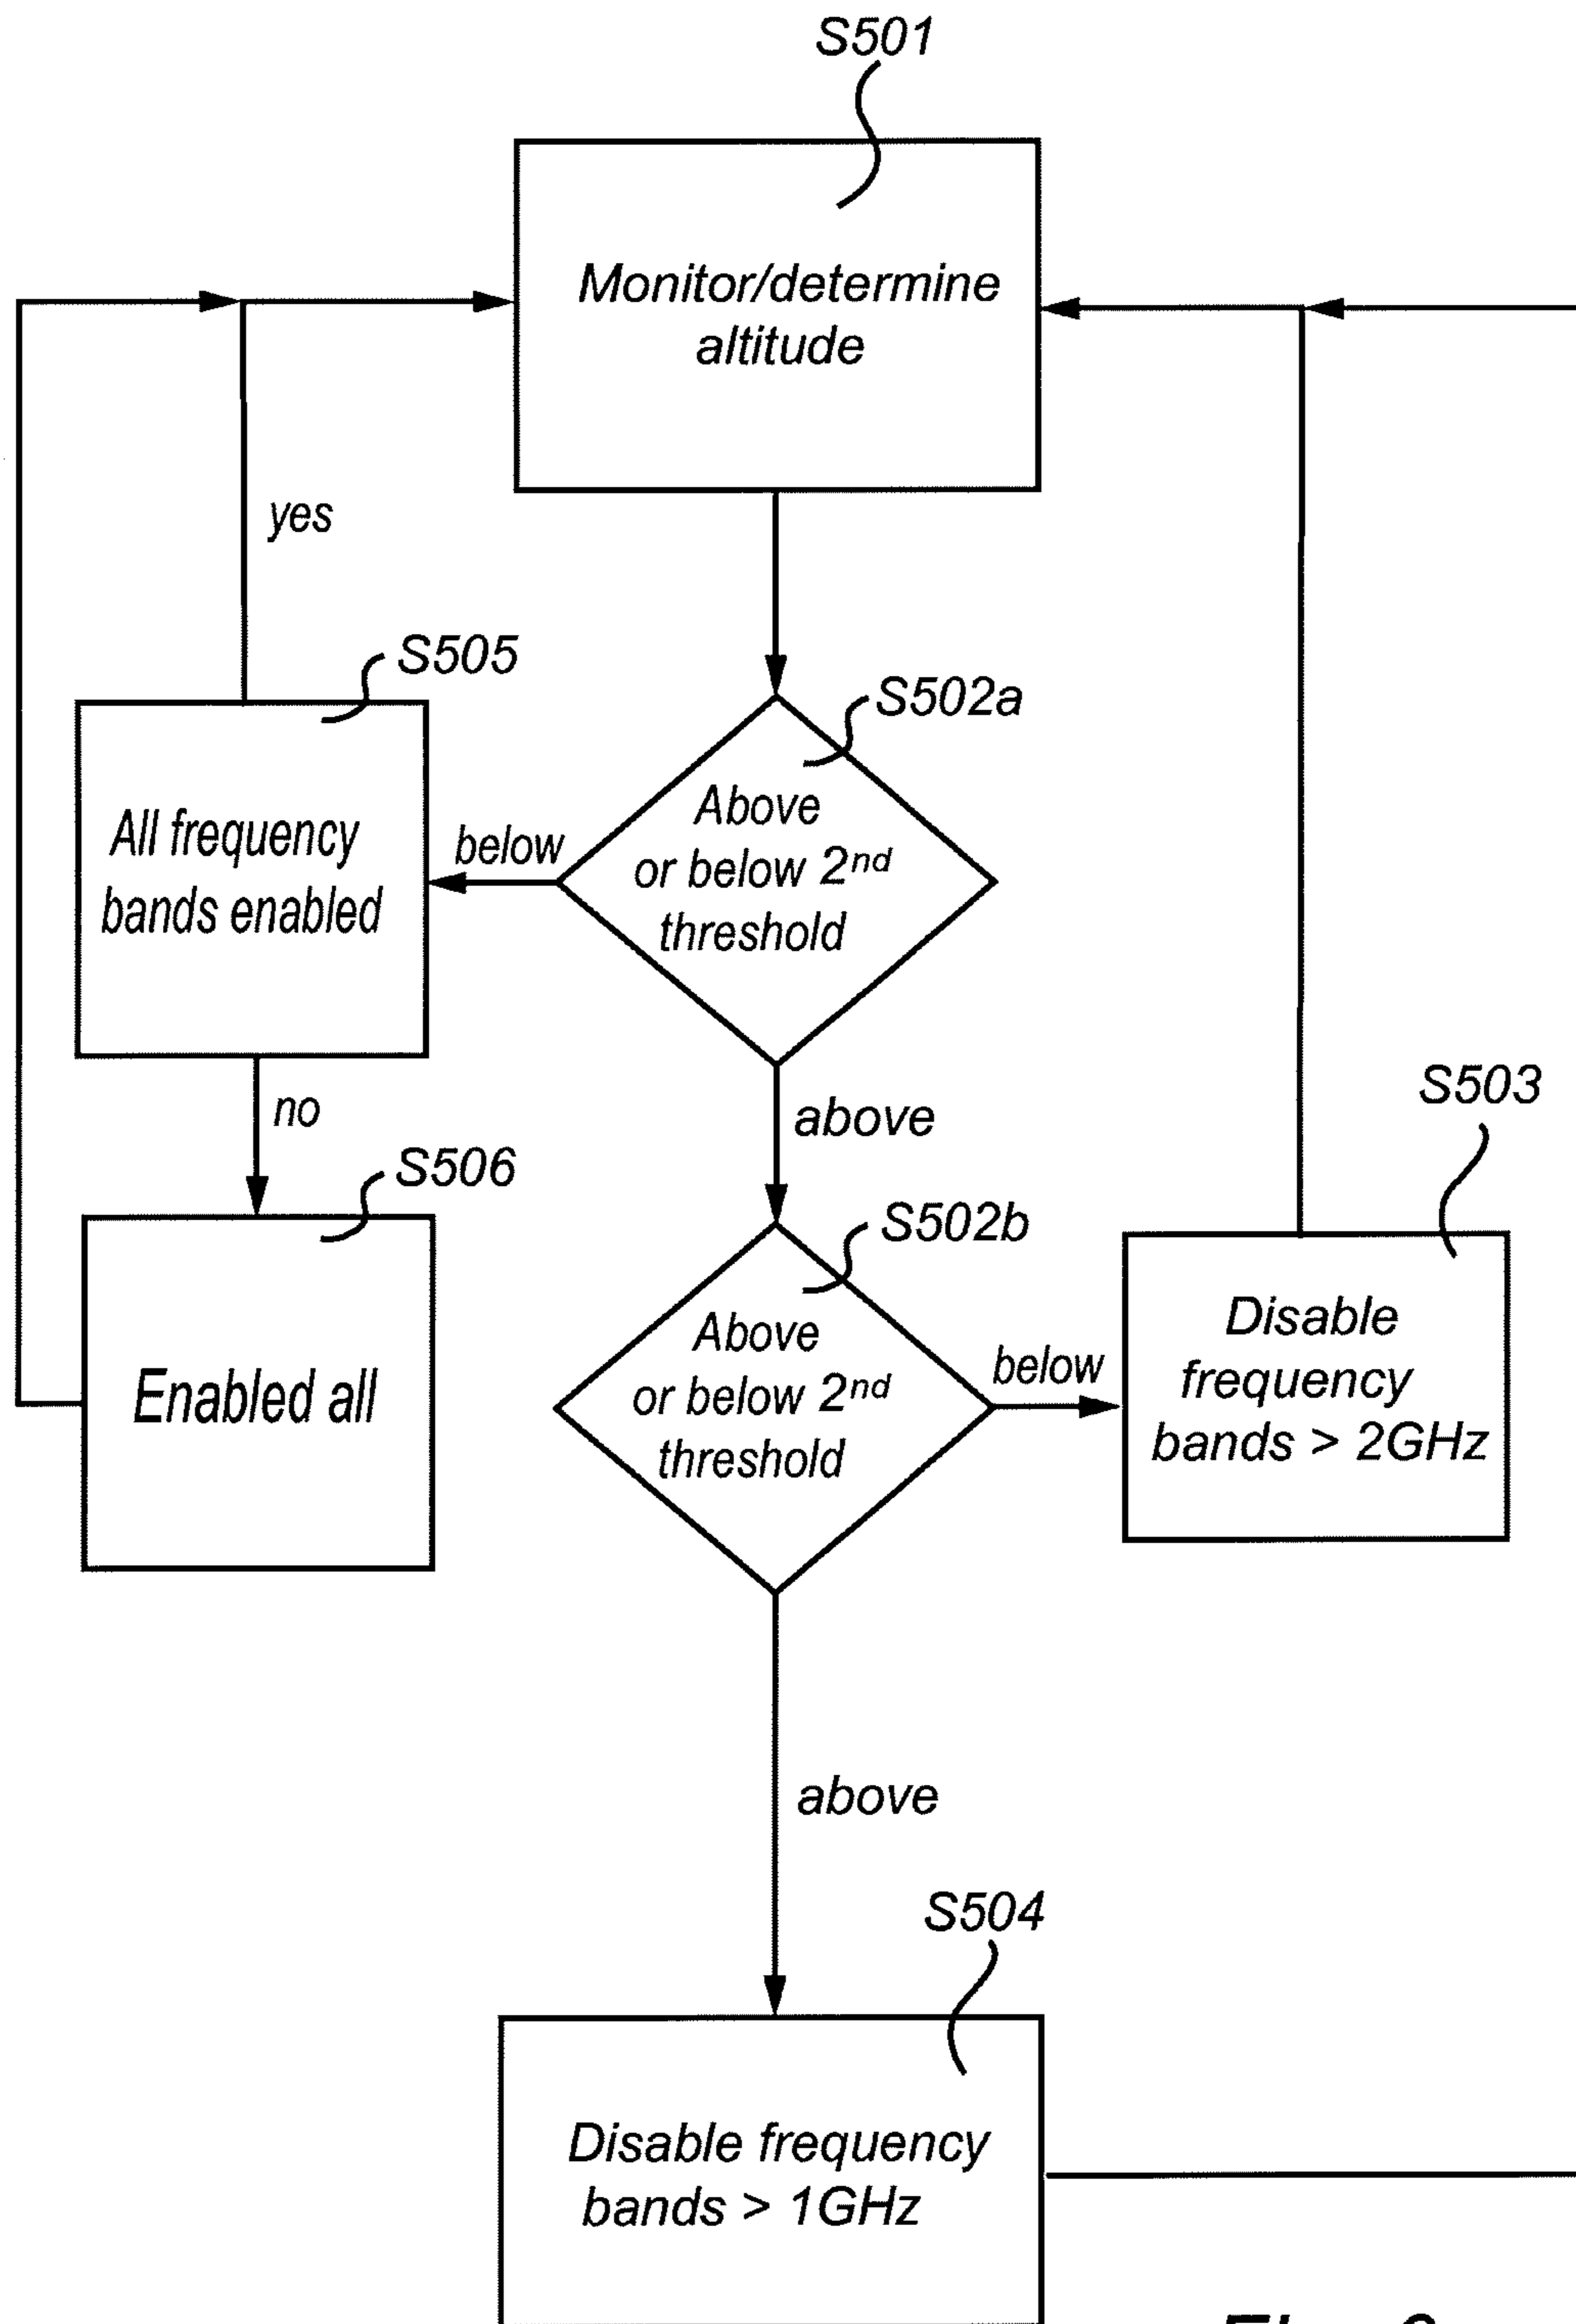 S501
Monitor/determine
altitude
yes
S505
S502a
All frequency
bands enabled
below
Above
or below 2nd
threshold
no
above
S503
S506
S502b
Enabled all
Above
or below 2nd
threshold
below
Disable
frequency
bands > 2GHz
above
S504
Disable frequency
bands > 1GHz